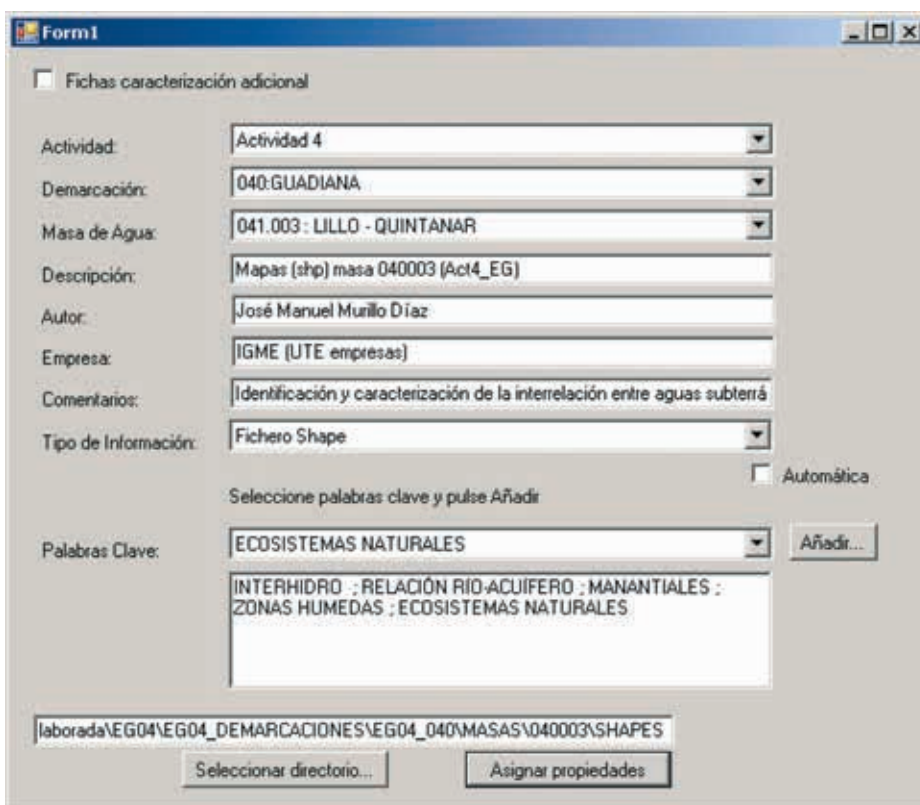 Form1
Fichas caracterización adicional
Actividad: Actividad 4
Demarcación: 040:GUADIANA
Masa de Agua: 041.003 : LILLO - QUINTANAR
Descripción: Mapas (shp) masa 040003 (Act4_EG)
Autor: José Manuel Murillo Díaz
Empresa: IGME (UTE empresas)
Comentarios: Identificación y caracterización de la interrelación entre aguas subterrá
Tipo de Información: Fichero Shape
Automática
Seleccione palabras clave y pulse Añadir
Palabras Clave: ECOSISTEMAS NATURALES Añadir...
INTERHIDRO ; RELACIÓN RÍO-ACUÍFERO ; MANANTIALES ;
ZONAS HUMEDAS ; ECOSISTEMAS NATURALES
laborada\EG04\EG04_DEMARCACIONES\EG04_040\MASAS\040003\SHAPES
Seleccionar directorio... Asignar propiedades